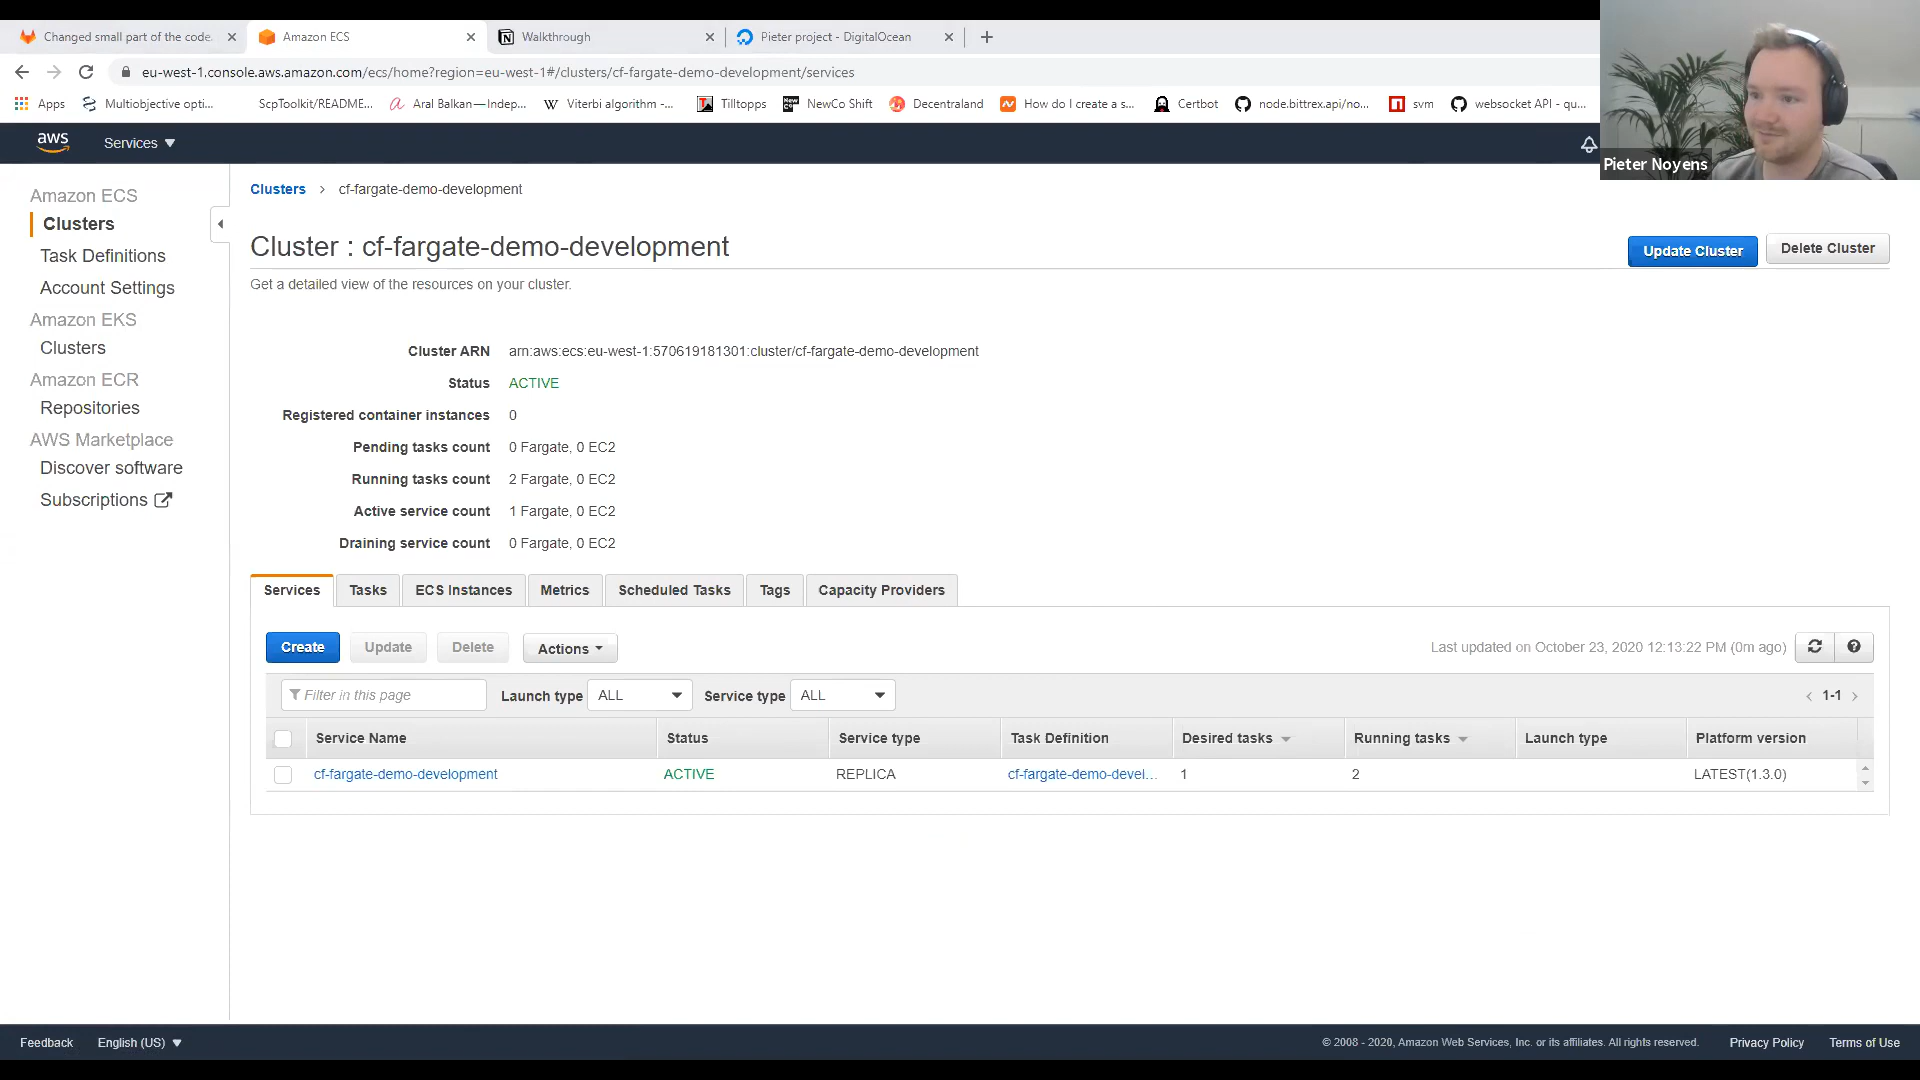 Changed small part of the code.
Amazon ECS
Walkthrough
Pieter project - DigitalOcean
eu-west-1.console.aws.amazon.com/ecs/home?region=eu-west-1#/clusters/cf-fargate-demo-development/services
Apps
Multiobjective opti...
ScpToolkit/README...
Aral Balkan — Indep...
Viterbi algorithm -...
Tilltopps
NewCo Shift
Decentraland
How do I create a s...
Certbot
node.bittrex.api/no...
svm
websocket API - qu...
aws
Services
Pieter Noyens
Amazon ECS
Clusters
Task Definitions
Account Settings
Amazon EKS
Clusters
Amazon ECR
Repositories
AWS Marketplace
Discover software
Subscriptions
Clusters > cf-fargate-demo-development
Cluster : cf-fargate-demo-development
Update Cluster
Delete Cluster
Get a detailed view of the resources on your cluster.
Cluster ARN arn:aws:ecs:eu-west-1:570619181301:cluster/cf-fargate-demo-development
Status ACTIVE
Registered container instances 0
Pending tasks count 0 Fargate, 0 EC2
Running tasks count 2 Fargate, 0 EC2
Active service count 1 Fargate, 0 EC2
Draining service count 0 Fargate, 0 EC2
Services Tasks ECS Instances Metrics Scheduled Tasks Tags Capacity Providers
Create Update Delete Actions
Last updated on October 23, 2020 12:13:22 PM (0m ago)
Filter in this page Launch type ALL Service type ALL < 1-1 >
Service Name Status Service type Task Definition Desired tasks Running tasks Launch type Platform version
cf-fargate-demo-development ACTIVE REPLICA cf-fargate-demo-devel... 1 2 LATEST(1.3.0)
Feedback English (US)
© 2008 - 2020, Amazon Web Services, Inc. or its affiliates. All rights reserved. Privacy Policy Terms of Use